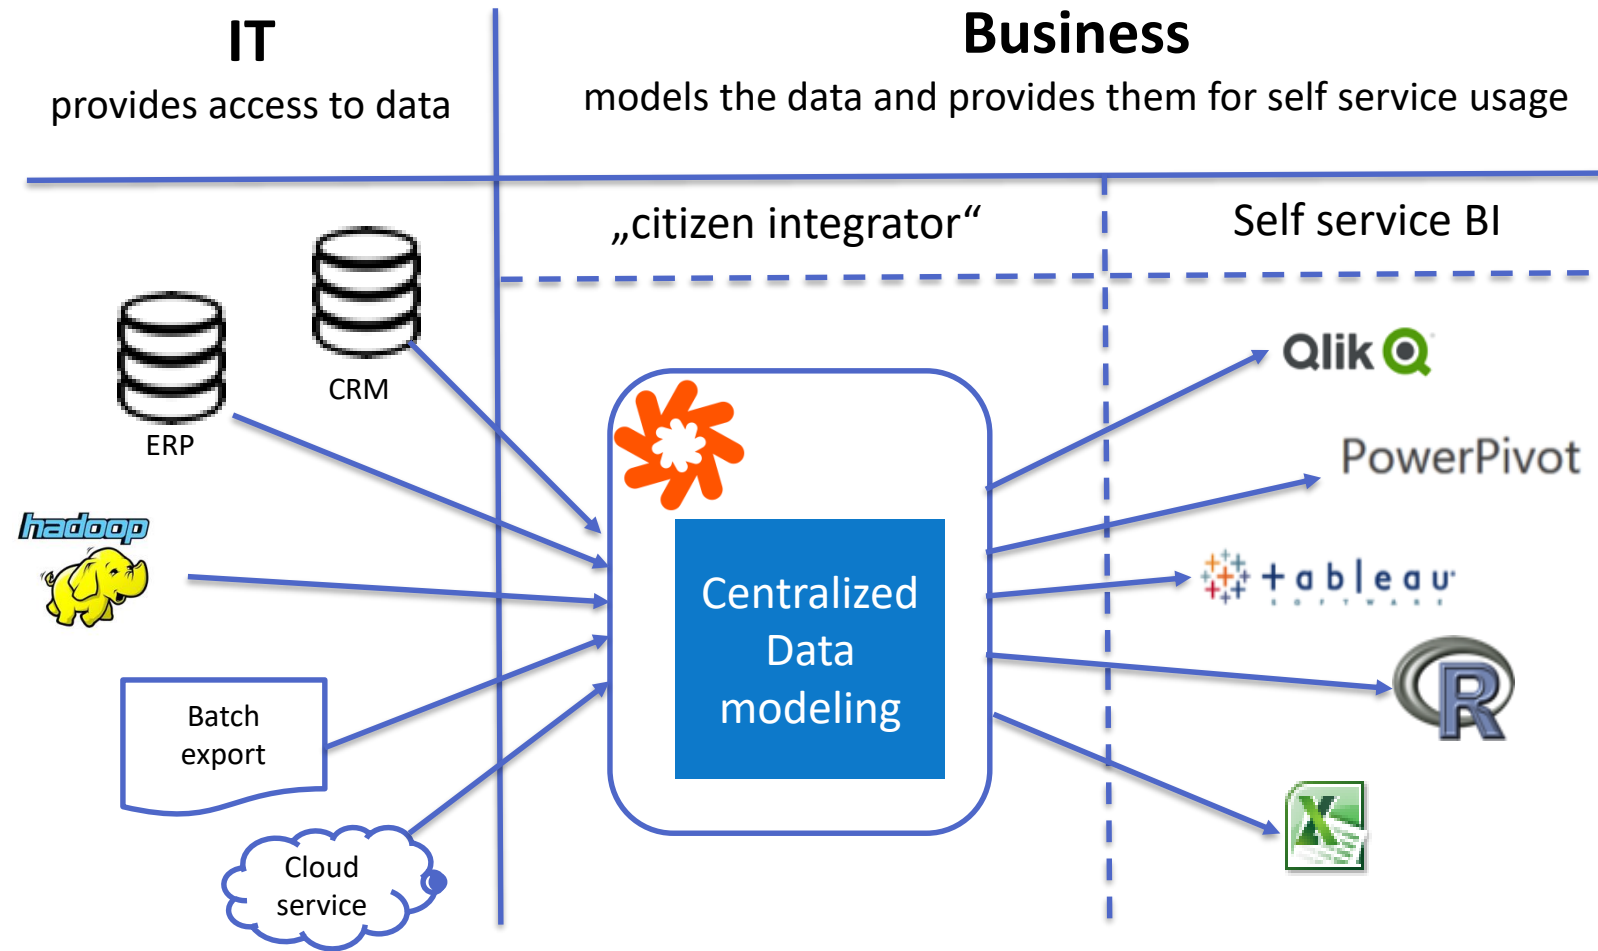 IT
provides access to data
Business
models the data and provides them for self service usage
„citizen integrator“
Self service BI
CRM
ERP
hadoop
Batch
export
Cloud
service
Centralized
Data
modeling
Qlik
PowerPivot
+ a b l e a u
S O F T W A R E
R
X